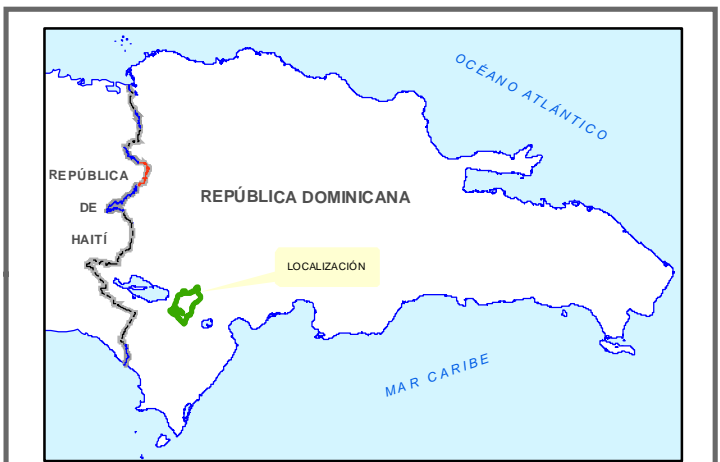 OCÉANO ATLÁNTICO
REPÚBLICA
DE
HAITÍ
REPÚBLICA DOMINICANA
LOCALIZACIÓN
MAR CARIBE